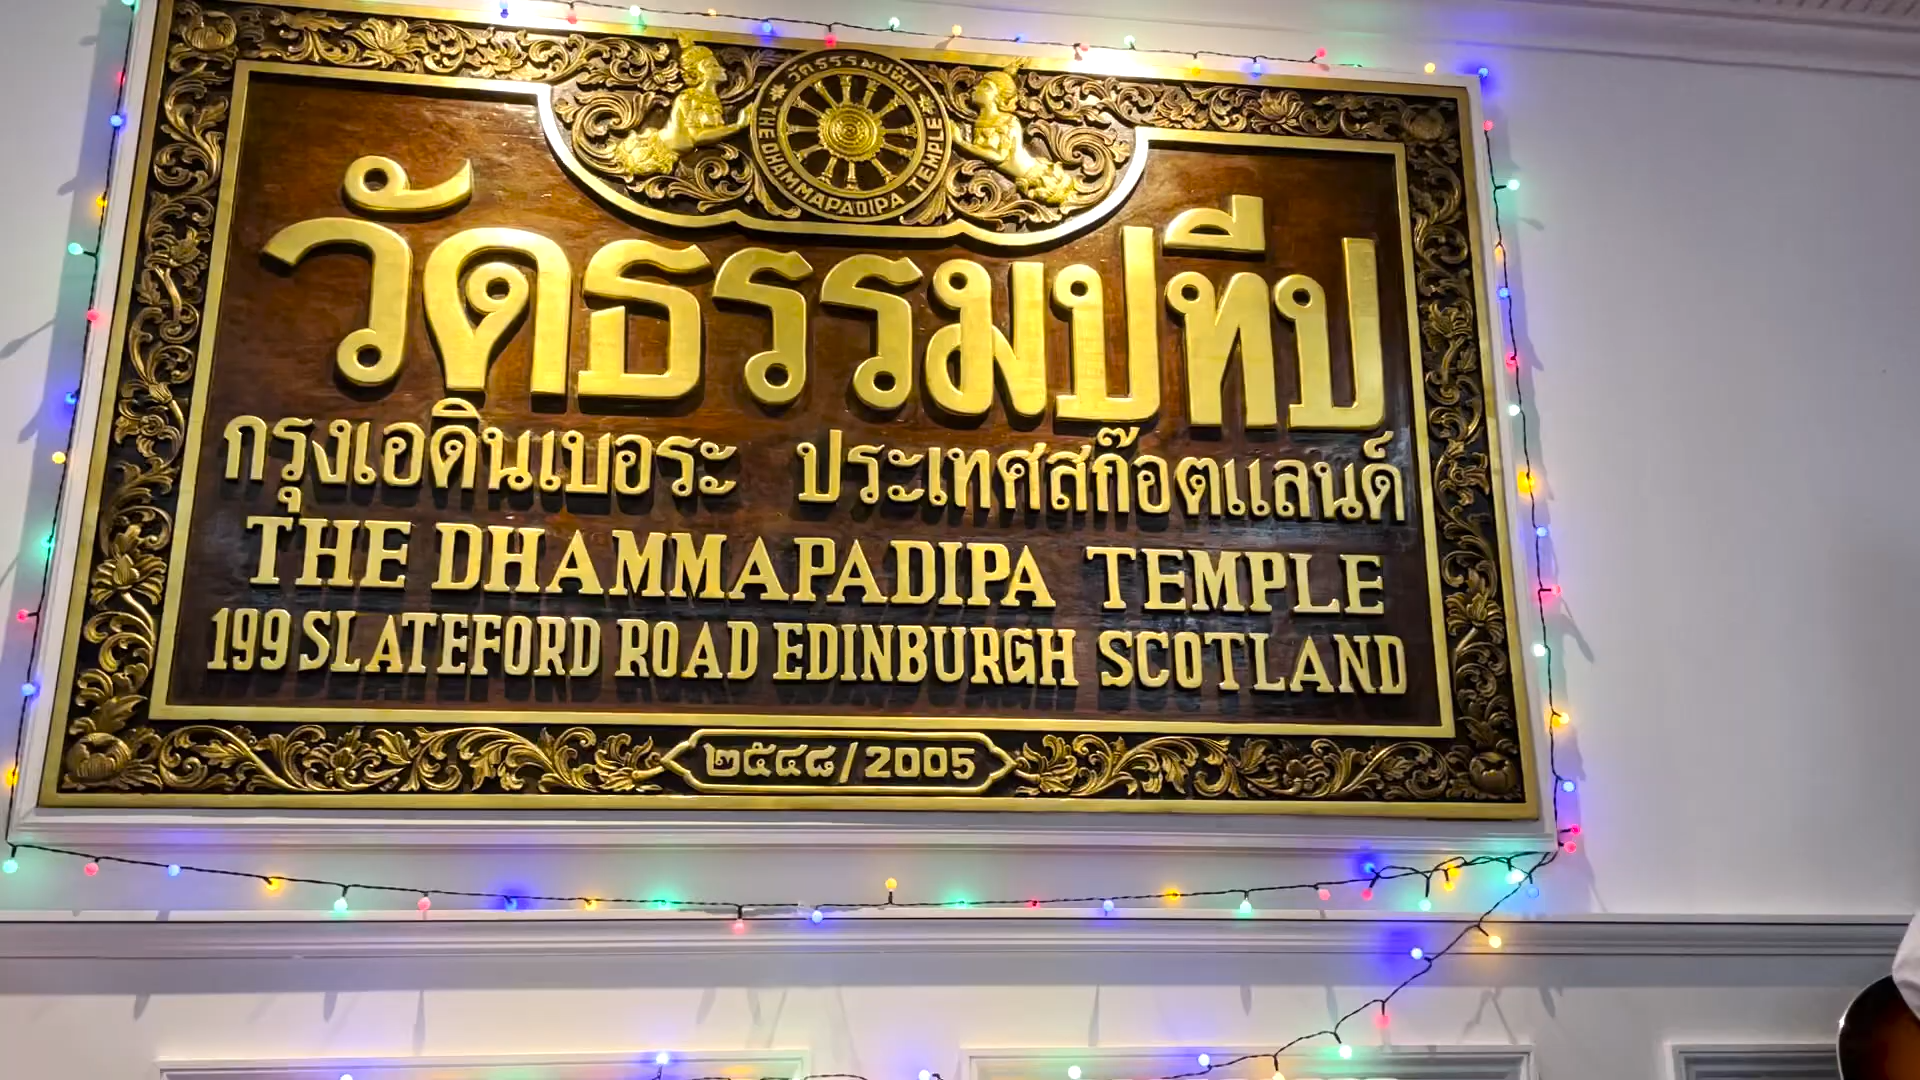 วัดธรรมปทีป
THE DHAMMAPADIPA TEMPLE
วัดธรรมปทีป
กรุงเอดินเบอระ ประเทศสก๊อตแลนด์
THE DHAMMAPADIPA TEMPLE
199 SLATEFORD ROAD EDINBURGH SCOTLAND
๒๕๔๘/2005